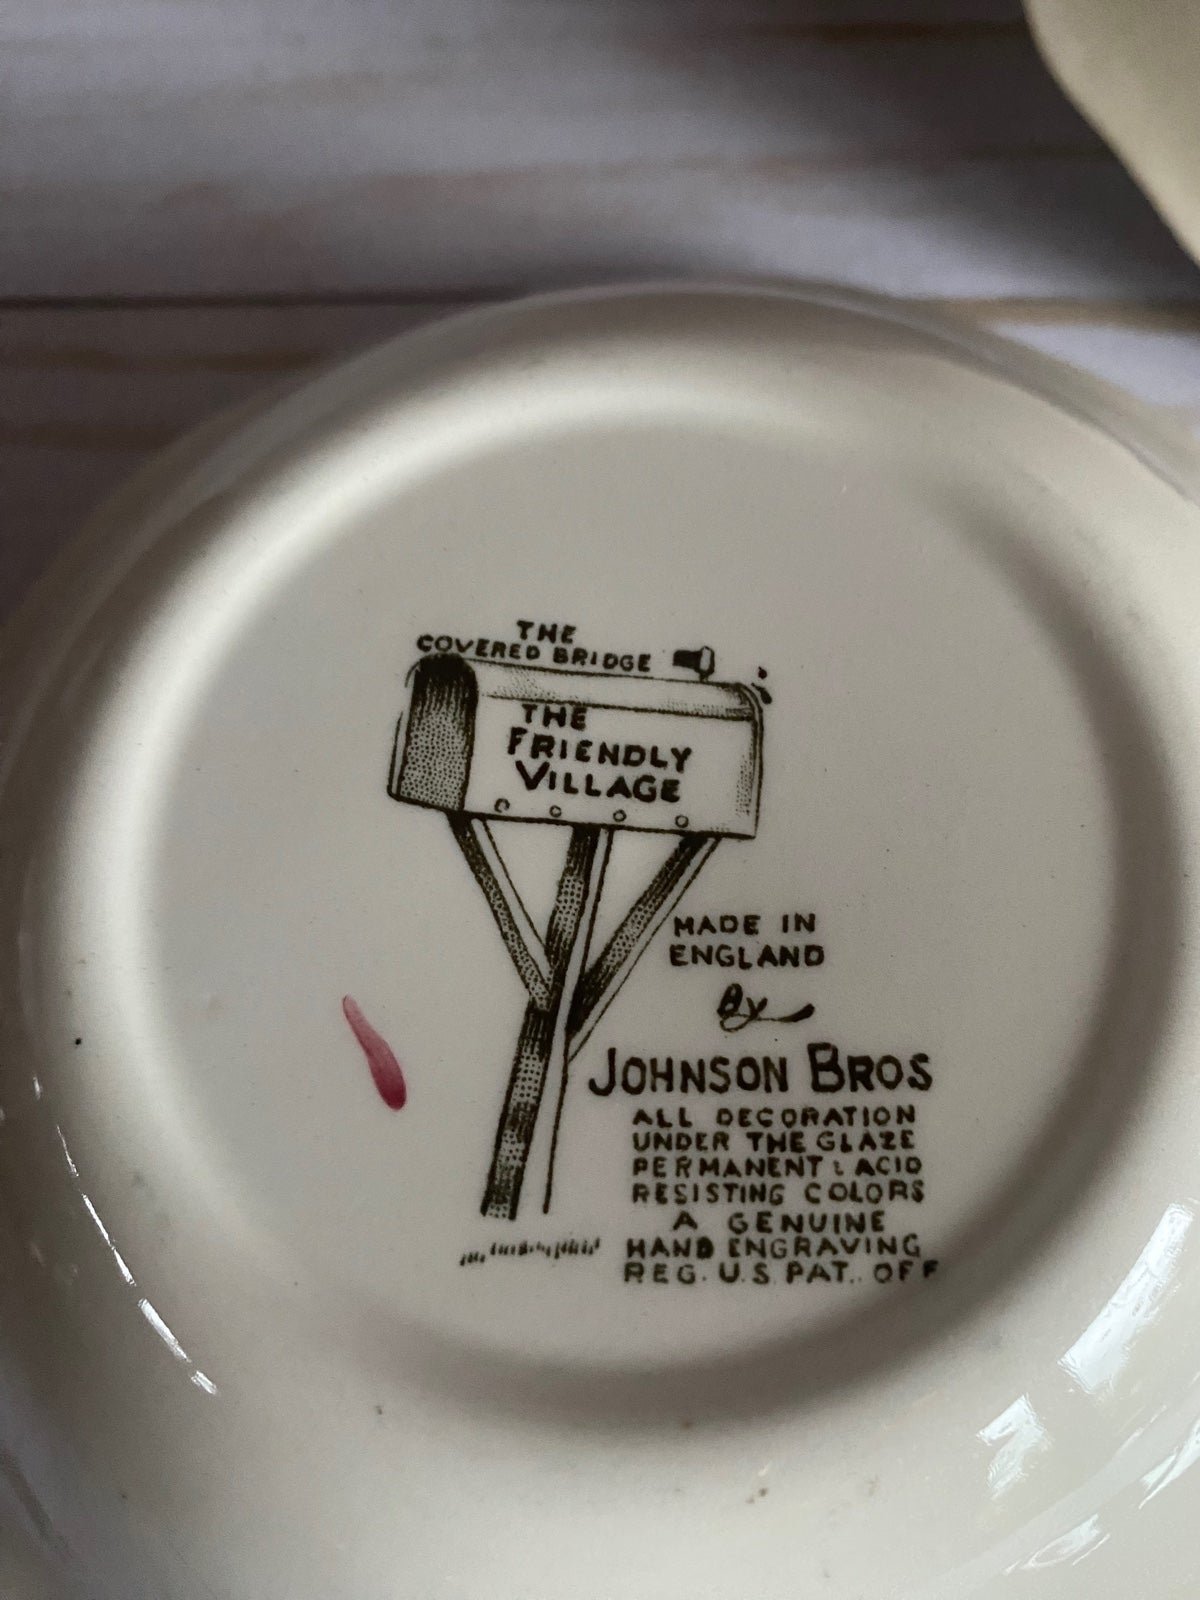 THE
COVERED BRIDGE
THE
FRIENDLY
VILLAGE
MADE IN
ENGLAND
By
JOHNSON BROS
ALL DECORATION
UNDER THE GLAZE
PERMANENT & ACID
RESISTING COLORS
A GENUINE
HAND ENGRAVING
REG. U.S. PAT. OFF